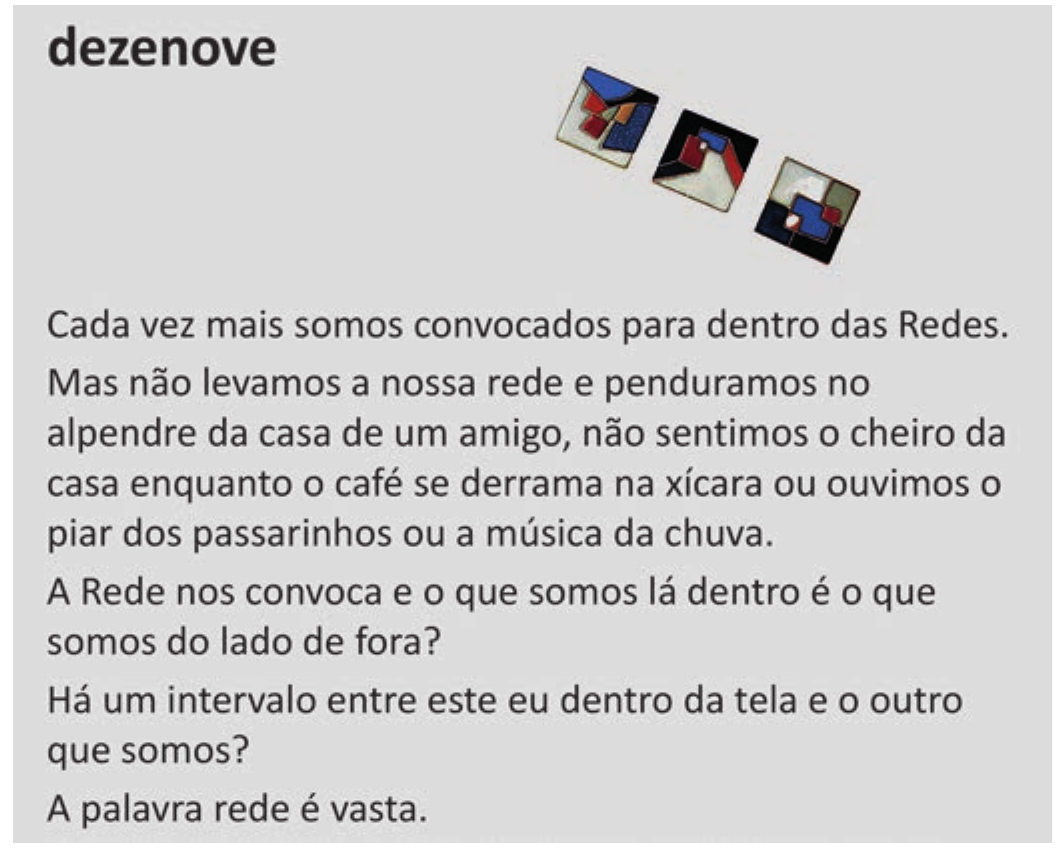 dezenove
Cada vez mais somos convocados para dentro das Redes.
Mas não levamos a nossa rede e penduramos no
alpendre da casa de um amigo, não sentimos o cheiro da
casa enquanto o café se derrama na xícara ou ouvimos o
piar dos passarinhos ou a música da chuva.
A Rede nos convoca e o que somos lá dentro é o que
somos do lado de fora?
Há um intervalo entre este eu dentro da tela e o outro
que somos?
A palavra rede é vasta.